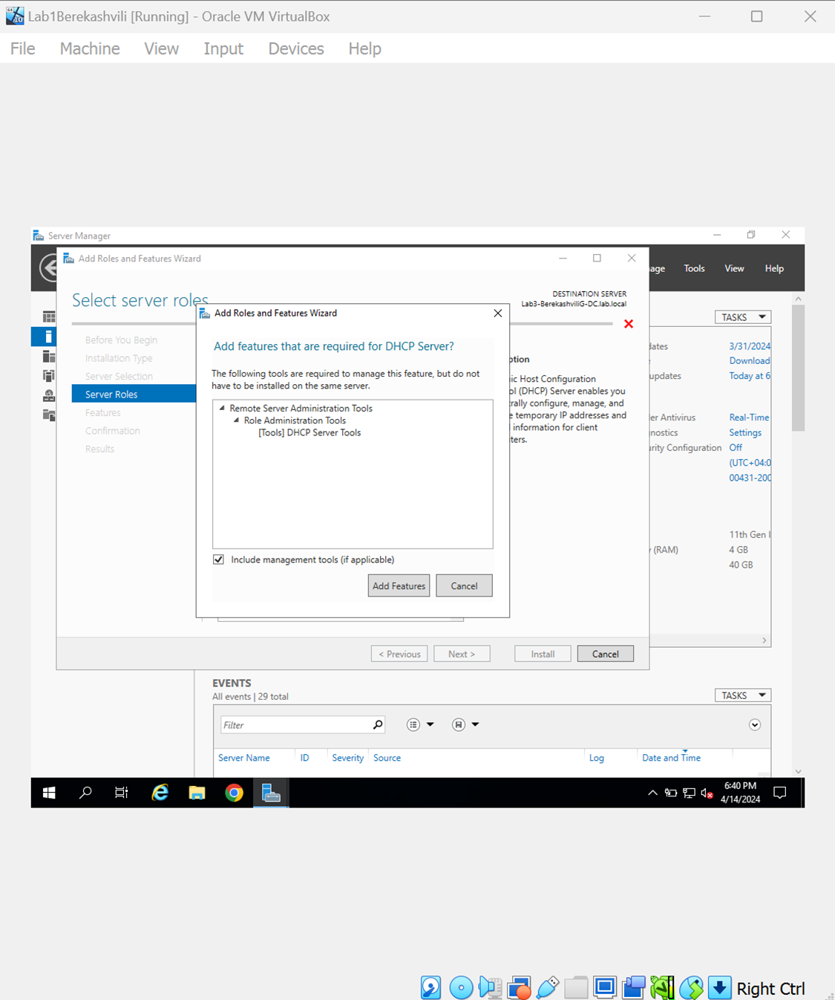 Lab1Berekashvili [Running] - Oracle VM VirtualBox
File Machine View Input Devices Help
Server Manager
Add Roles and Features Wizard
age Tools View Help
Select server roles
DESTINATION SERVER
Lab3-BerekashviliG-DC.lab.local
Before You Begin
Installation Type
Server Selection
Server Roles
Features
Confirmation
Results
Add Roles and Features Wizard
Add features that are required for DHCP Server?
The following tools are required to manage this feature, but do not
have to be installed on the same server.
Remote Server Administration Tools
Role Administration Tools
[Tools] DHCP Server Tools
Include management tools (if applicable)
Add Features Cancel
ption
ic Host Configuration
ol (DHCP) Server enables you
trally configure, manage, and
e temporary IP addresses and
information for client
ters.
< Previous Next > Install Cancel
TASKS
lates 3/31/2024
Download
updates Today at 6
er Antivirus Real-Time
gnostics Settings
urity Configuration Off
(UTC+04:0
00431-200
11th Gen I
(RAM) 4 GB
40 GB
EVENTS
All events | 29 total
TASKS
Filter
Server Name ID Severity Source Log Date and Time
6:40 PM
4/14/2024
Right Ctrl